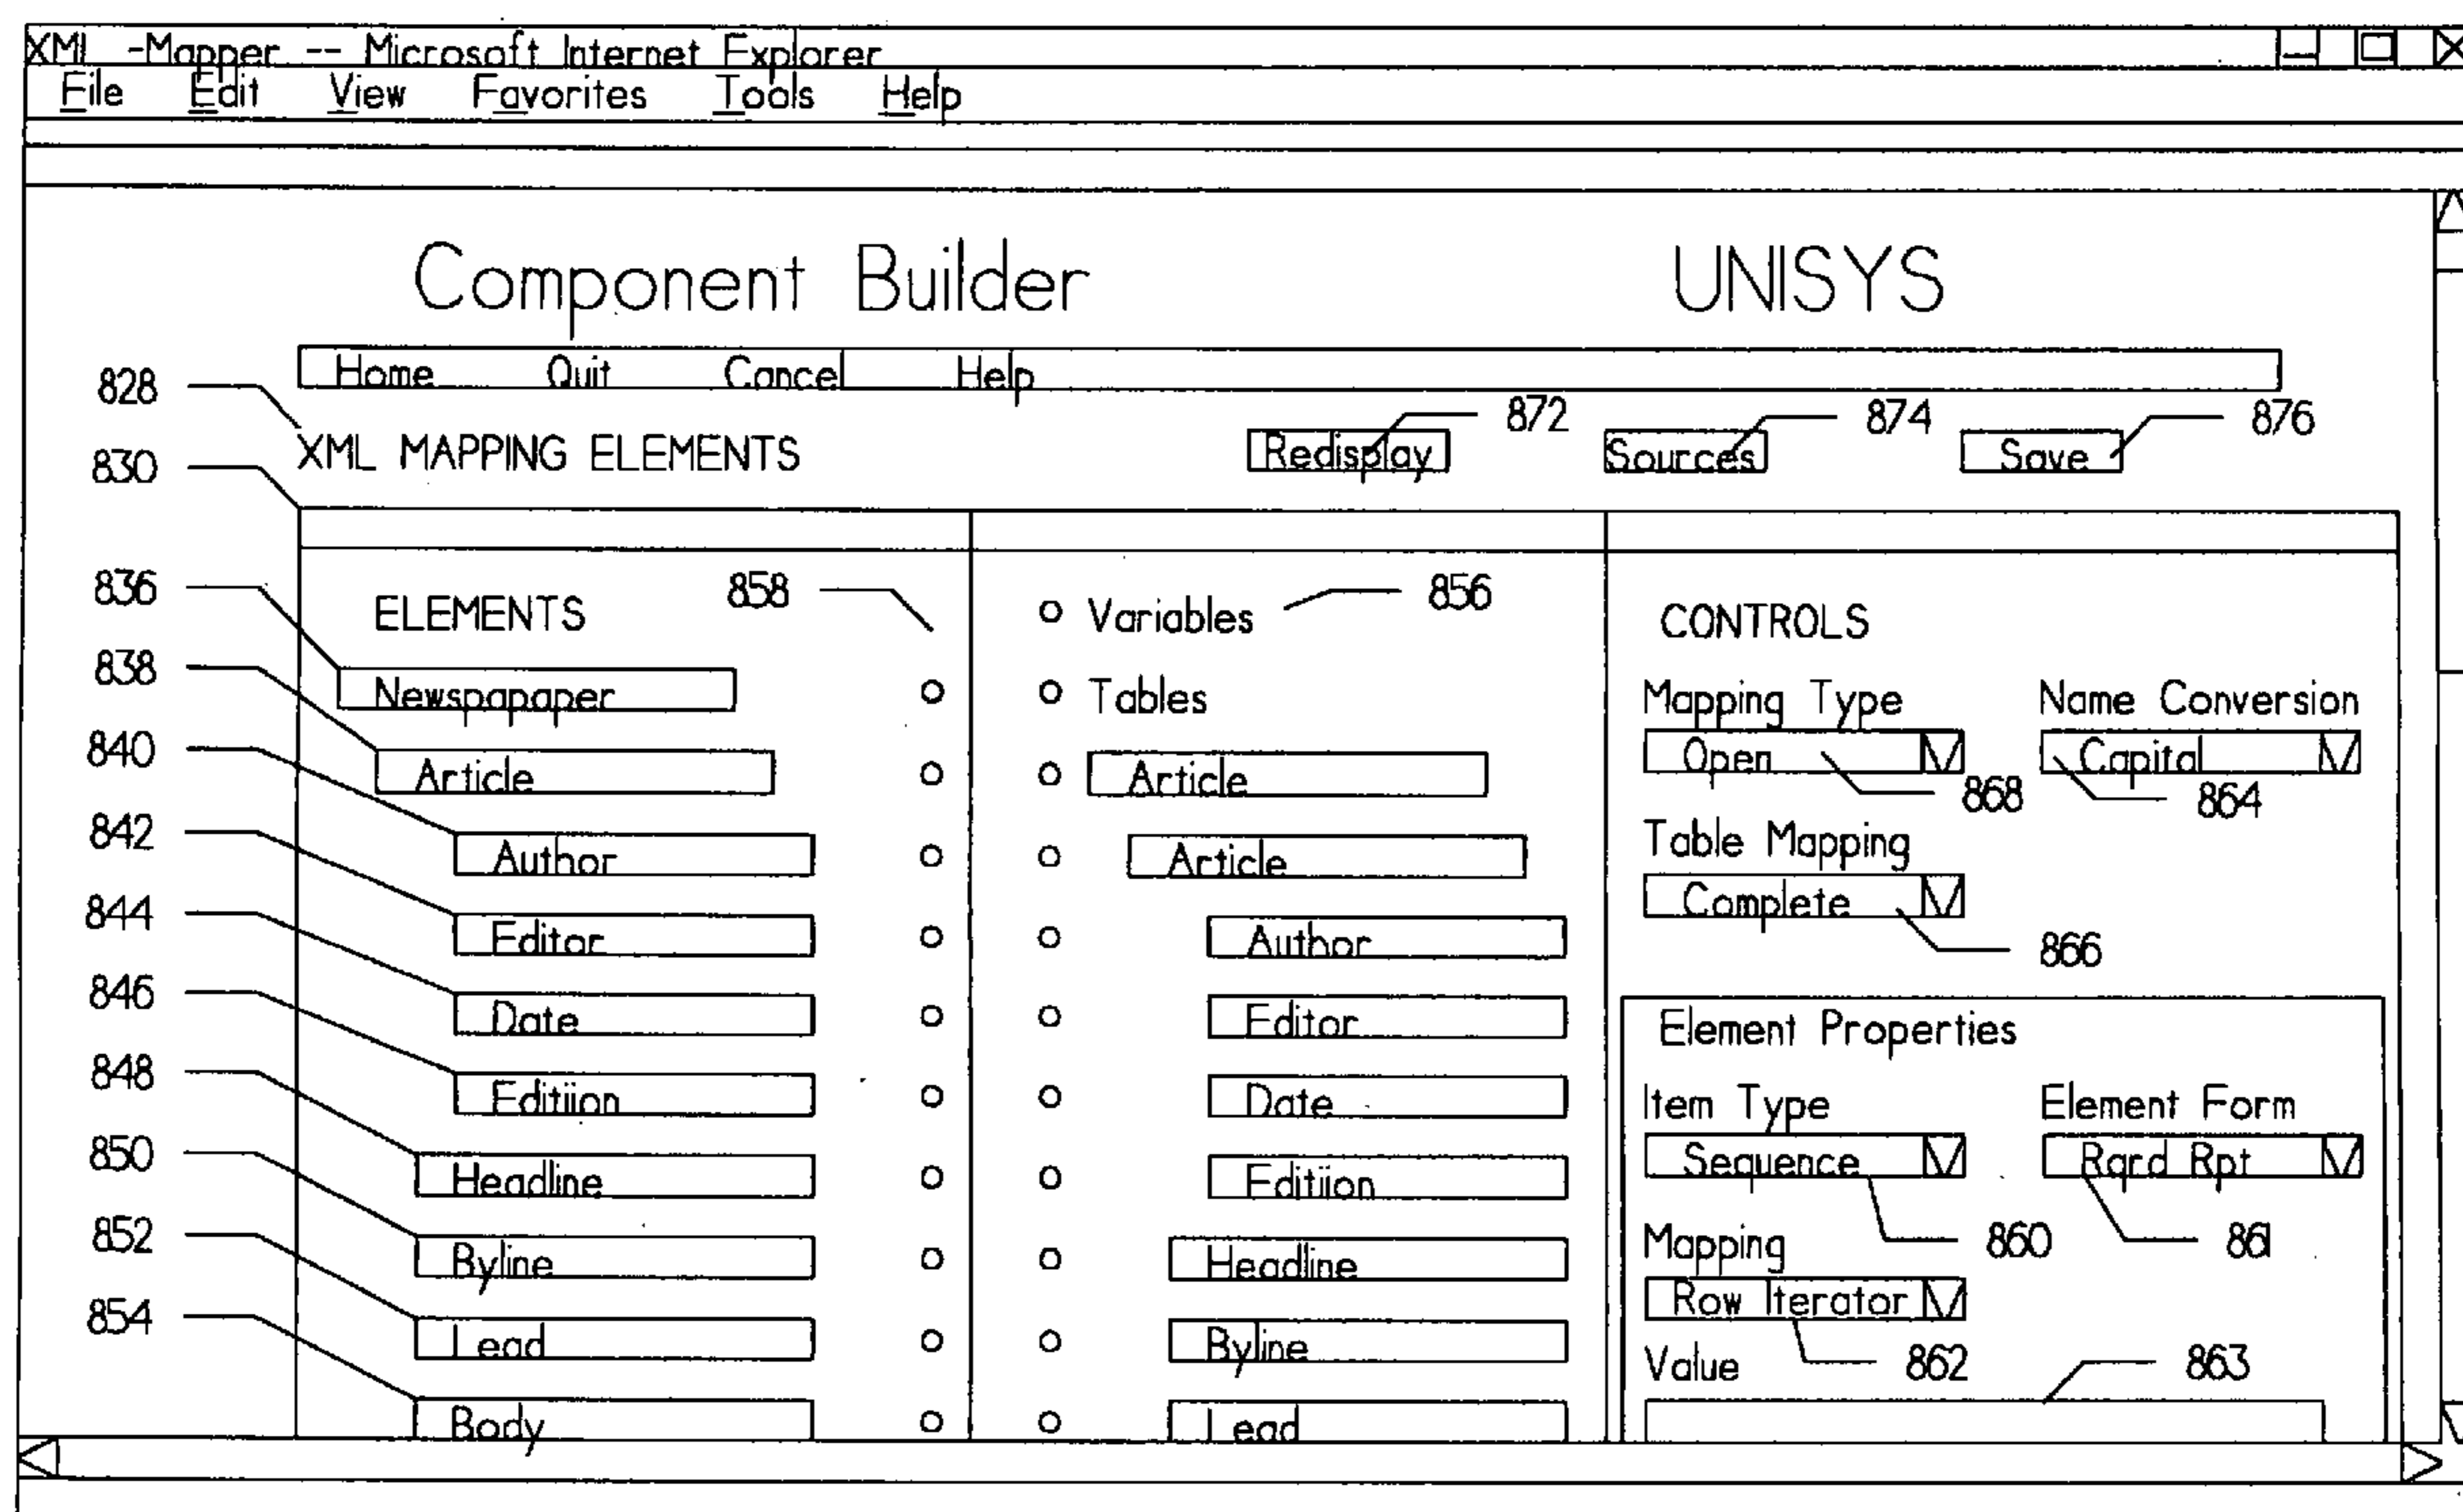 XML -Mapper -- Microsoft Internet Explorer
File Edit View Favorites Tools Help
Component Builder UNISYS
Home Quit Cancel Help
828
872 874 876
XML MAPPING ELEMENTS Redisplay Sources Save
830
836 ELEMENTS 858 Variables 856 CONTROLS
838 Newspapaper Tables Mapping Type Name Conversion
840 Article Article Open Capital
868 864
842 Author Article Table Mapping
Complete
844 Editor Author 866
846 Date Editor Element Properties
848 Editiion Date Item Type Element Form
850 Headline Editiion Sequence Rqrd Rpt
852 Byline Headline Mapping 860 861
Row Iterator
854 Lead Byline Value 862 863
Body Lead